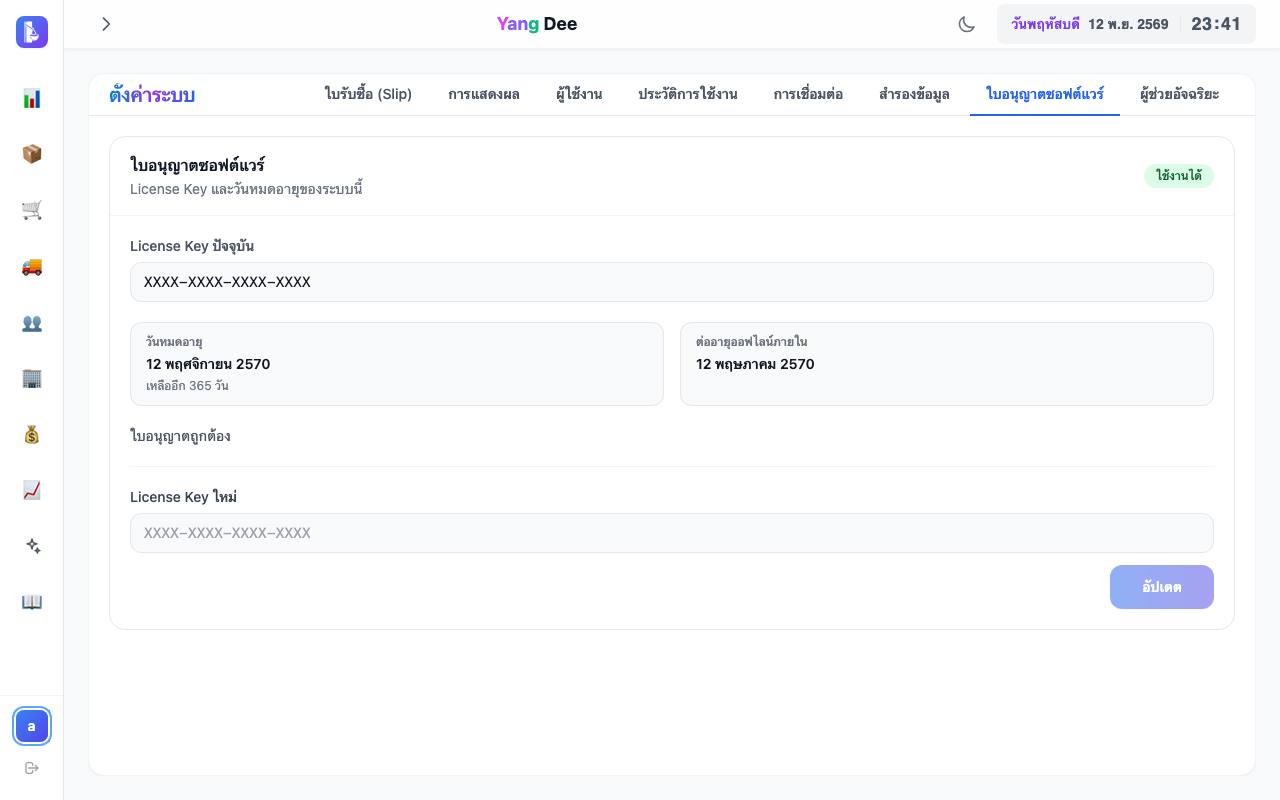 Yang Dee
วันพฤหัสบดี 12 พ.ย. 2569 23:41
ตั้งค่าระบบ
ใบรับซื้อ (Slip)
การแสดงผล
ผู้ใช้งาน
ประวัติการใช้งาน
การเชื่อมต่อ
สำรองข้อมูล
ใบอนุญาตซอฟต์แวร์
ผู้ช่วยอัจฉริยะ
ใบอนุญาตซอฟต์แวร์
License Key และวันหมดอายุของระบบนี้
ใช้งานได้
License Key ปัจจุบัน
XXXX-XXXX-XXXX-XXXX
วันหมดอายุ
12 พฤศจิกายน 2570
เหลืออีก 365 วัน
ต่ออายุออฟไลน์ภายใน
12 พฤษภาคม 2570
ใบอนุญาตถูกต้อง
License Key ใหม่
XXXX-XXXX-XXXX-XXXX
อัปเดต
a